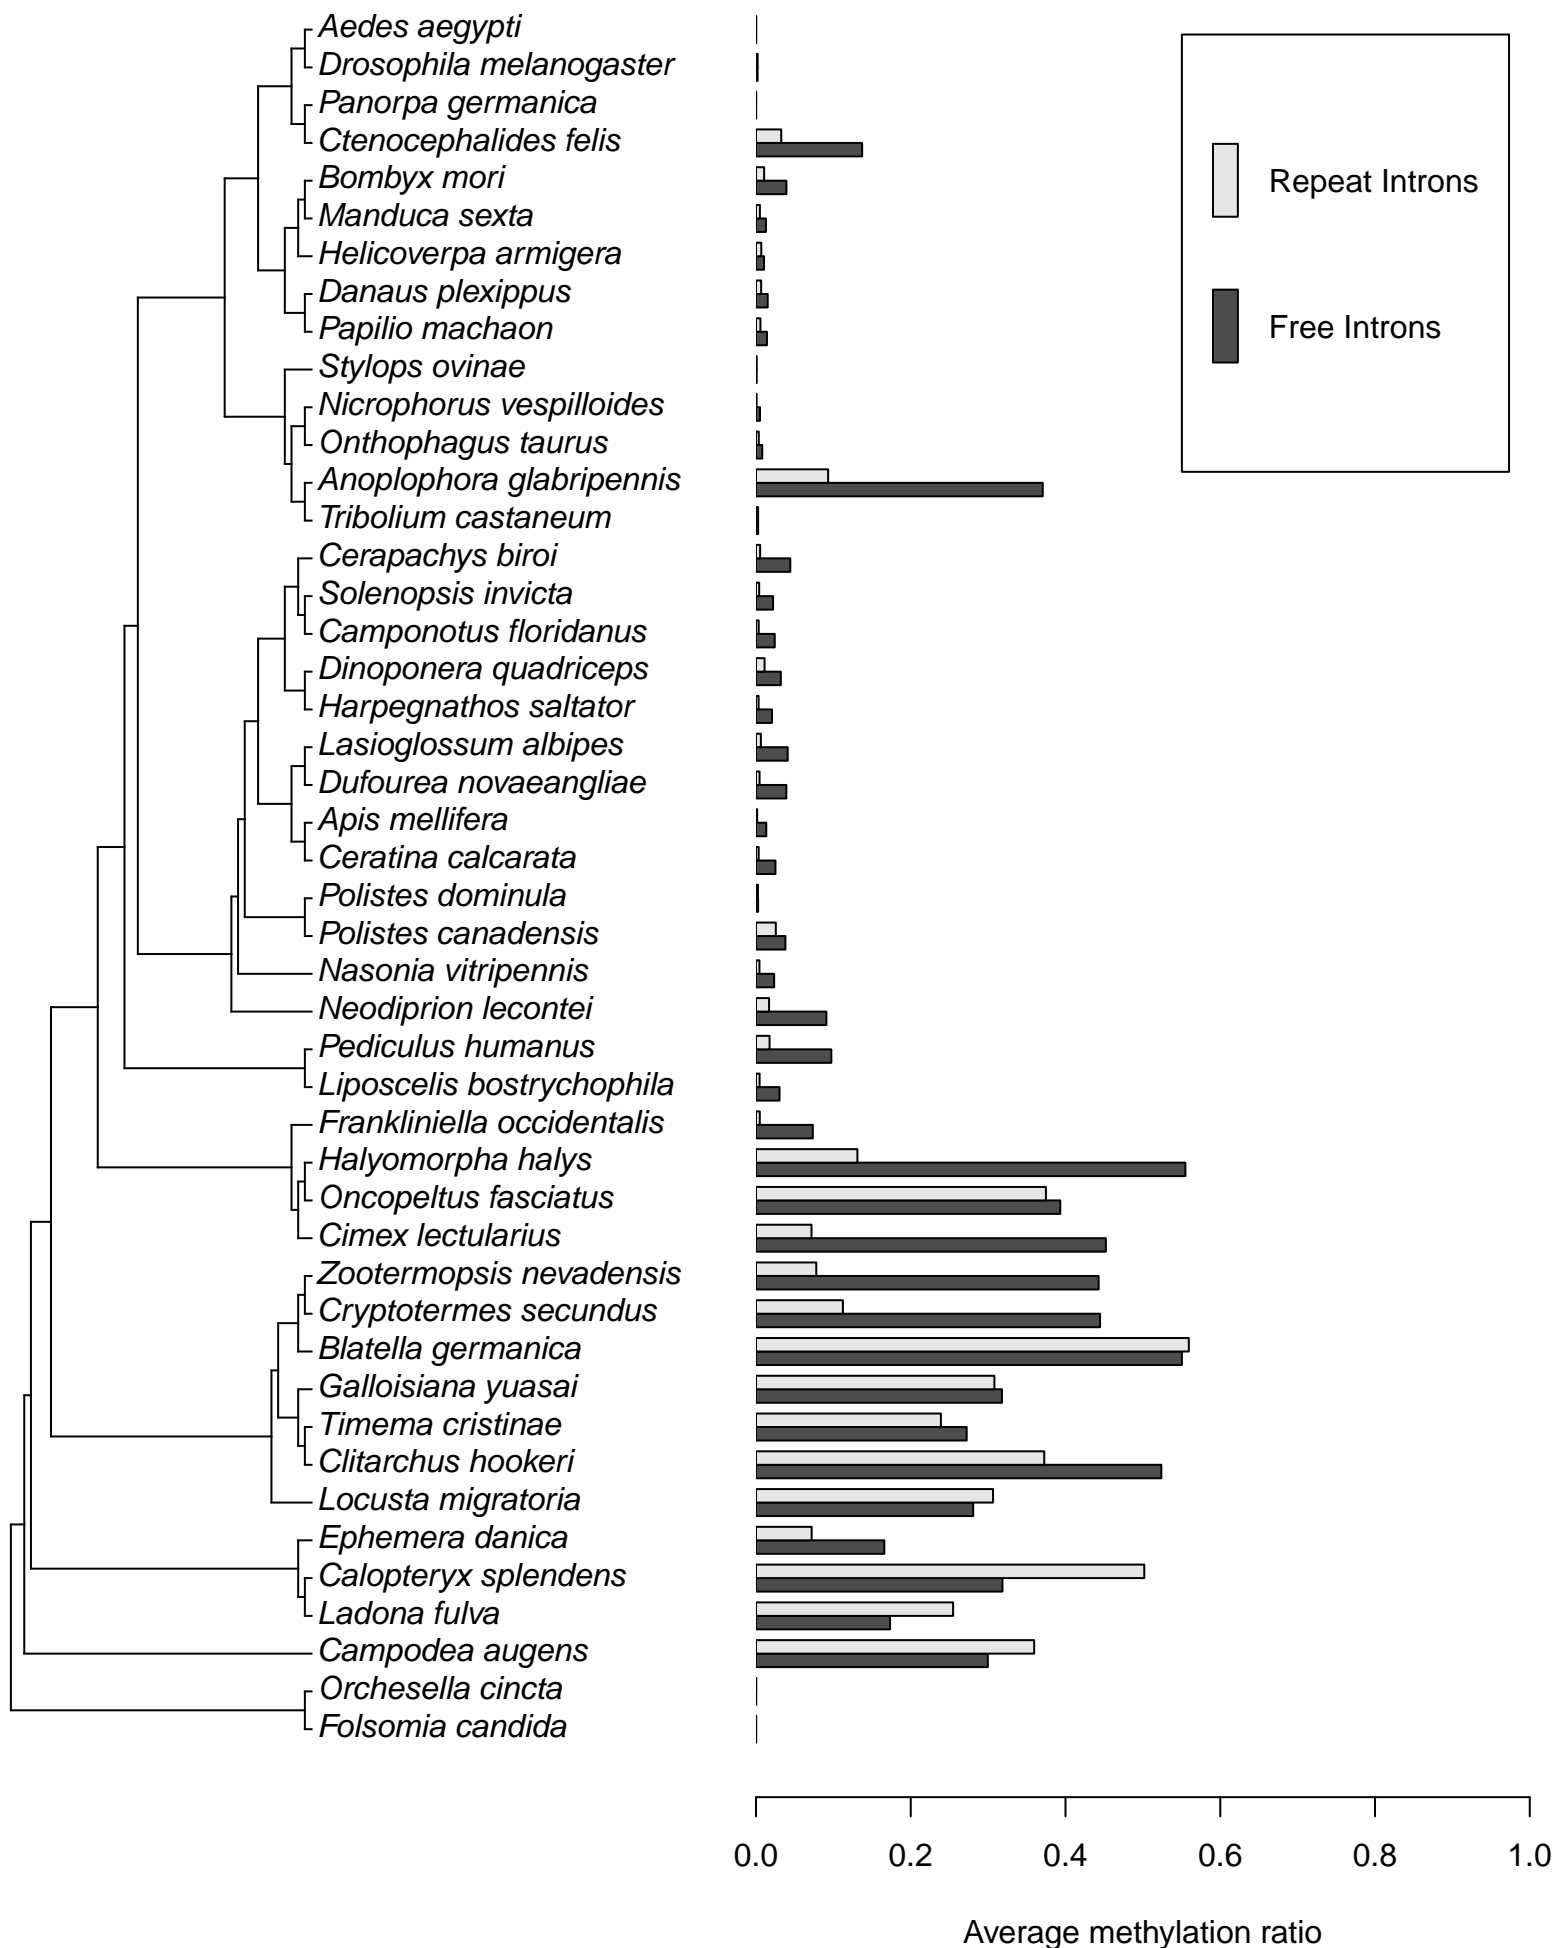 Aedes aegypti
Drosophila melanogaster
Panorpa germanica
Ctenocephalides felis
Bombyx mori
Manduca sexta
Helicoverpa armigera
Danaus plexippus
Papilio machaon
Stylops ovinae
Nicrophorus vespilloides
Onthophagus taurus
Anoplophora glabripennis
Tribolium castaneum
Cerapachys biroi
Solenopsis invicta
Camponotus floridanus
Dinoponera quadriceps
Harpegnathos saltator
Lasioglossum albipes
Dufourea novaeangliae
Apis mellifera
Ceratina calcarata
Polistes dominula
Polistes canadensis
Nasonia vitripennis
Neodiprion lecontei
Pediculus humanus
Liposcelis bostrychophila
Frankliniella occidentalis
Halyomorpha halys
Oncopeltus fasciatus
Cimex lectularius
Zootermopsis nevadensis
Cryptotermes secundus
Blatella germanica
Galloisiana yuasai
Timema cristinae
Clitarchus hookeri
Locusta migratoria
Ephemera danica
Calopteryx splendens
Ladona fulva
Campodea augens
Orchesella cincta
Folsomia candida
Repeat Introns
Free Introns
0.0 0.2 0.4 0.6 0.8 1.0
Average methylation ratio